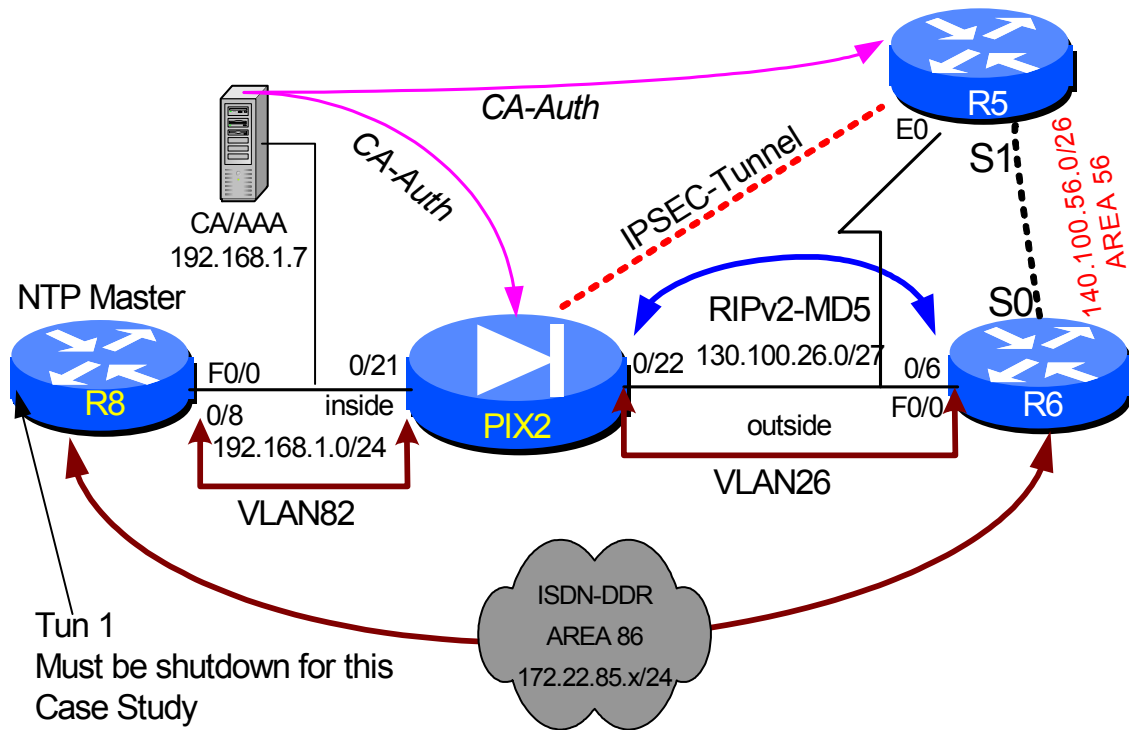 R5
CA-Auth
E0
S1
140.100.56.0/26
AREA 56
CA-Auth
IPSEC-Tunnel
CA/AAA
192.168.1.7
NTP Master
S0
RIPv2-MD5
130.100.26.0/27
R8
F0/0
0/21
inside
0/8
192.168.1.0/24
PIX2
0/22
0/6
F0/0
R6
outside
VLAN82
VLAN26
ISDN-DDR
AREA 86
172.22.85.x/24
Tun 1
Must be shutdown for this
Case Study